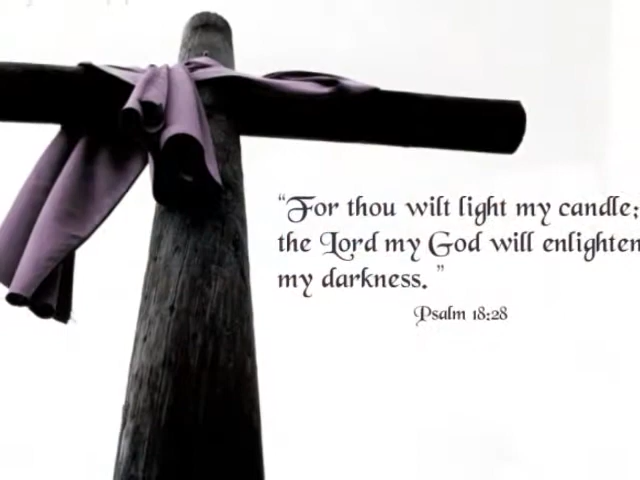 “For thou wilt light my candle;
the Lord my God will enlighten
my darkness.”
Psalm 18:28